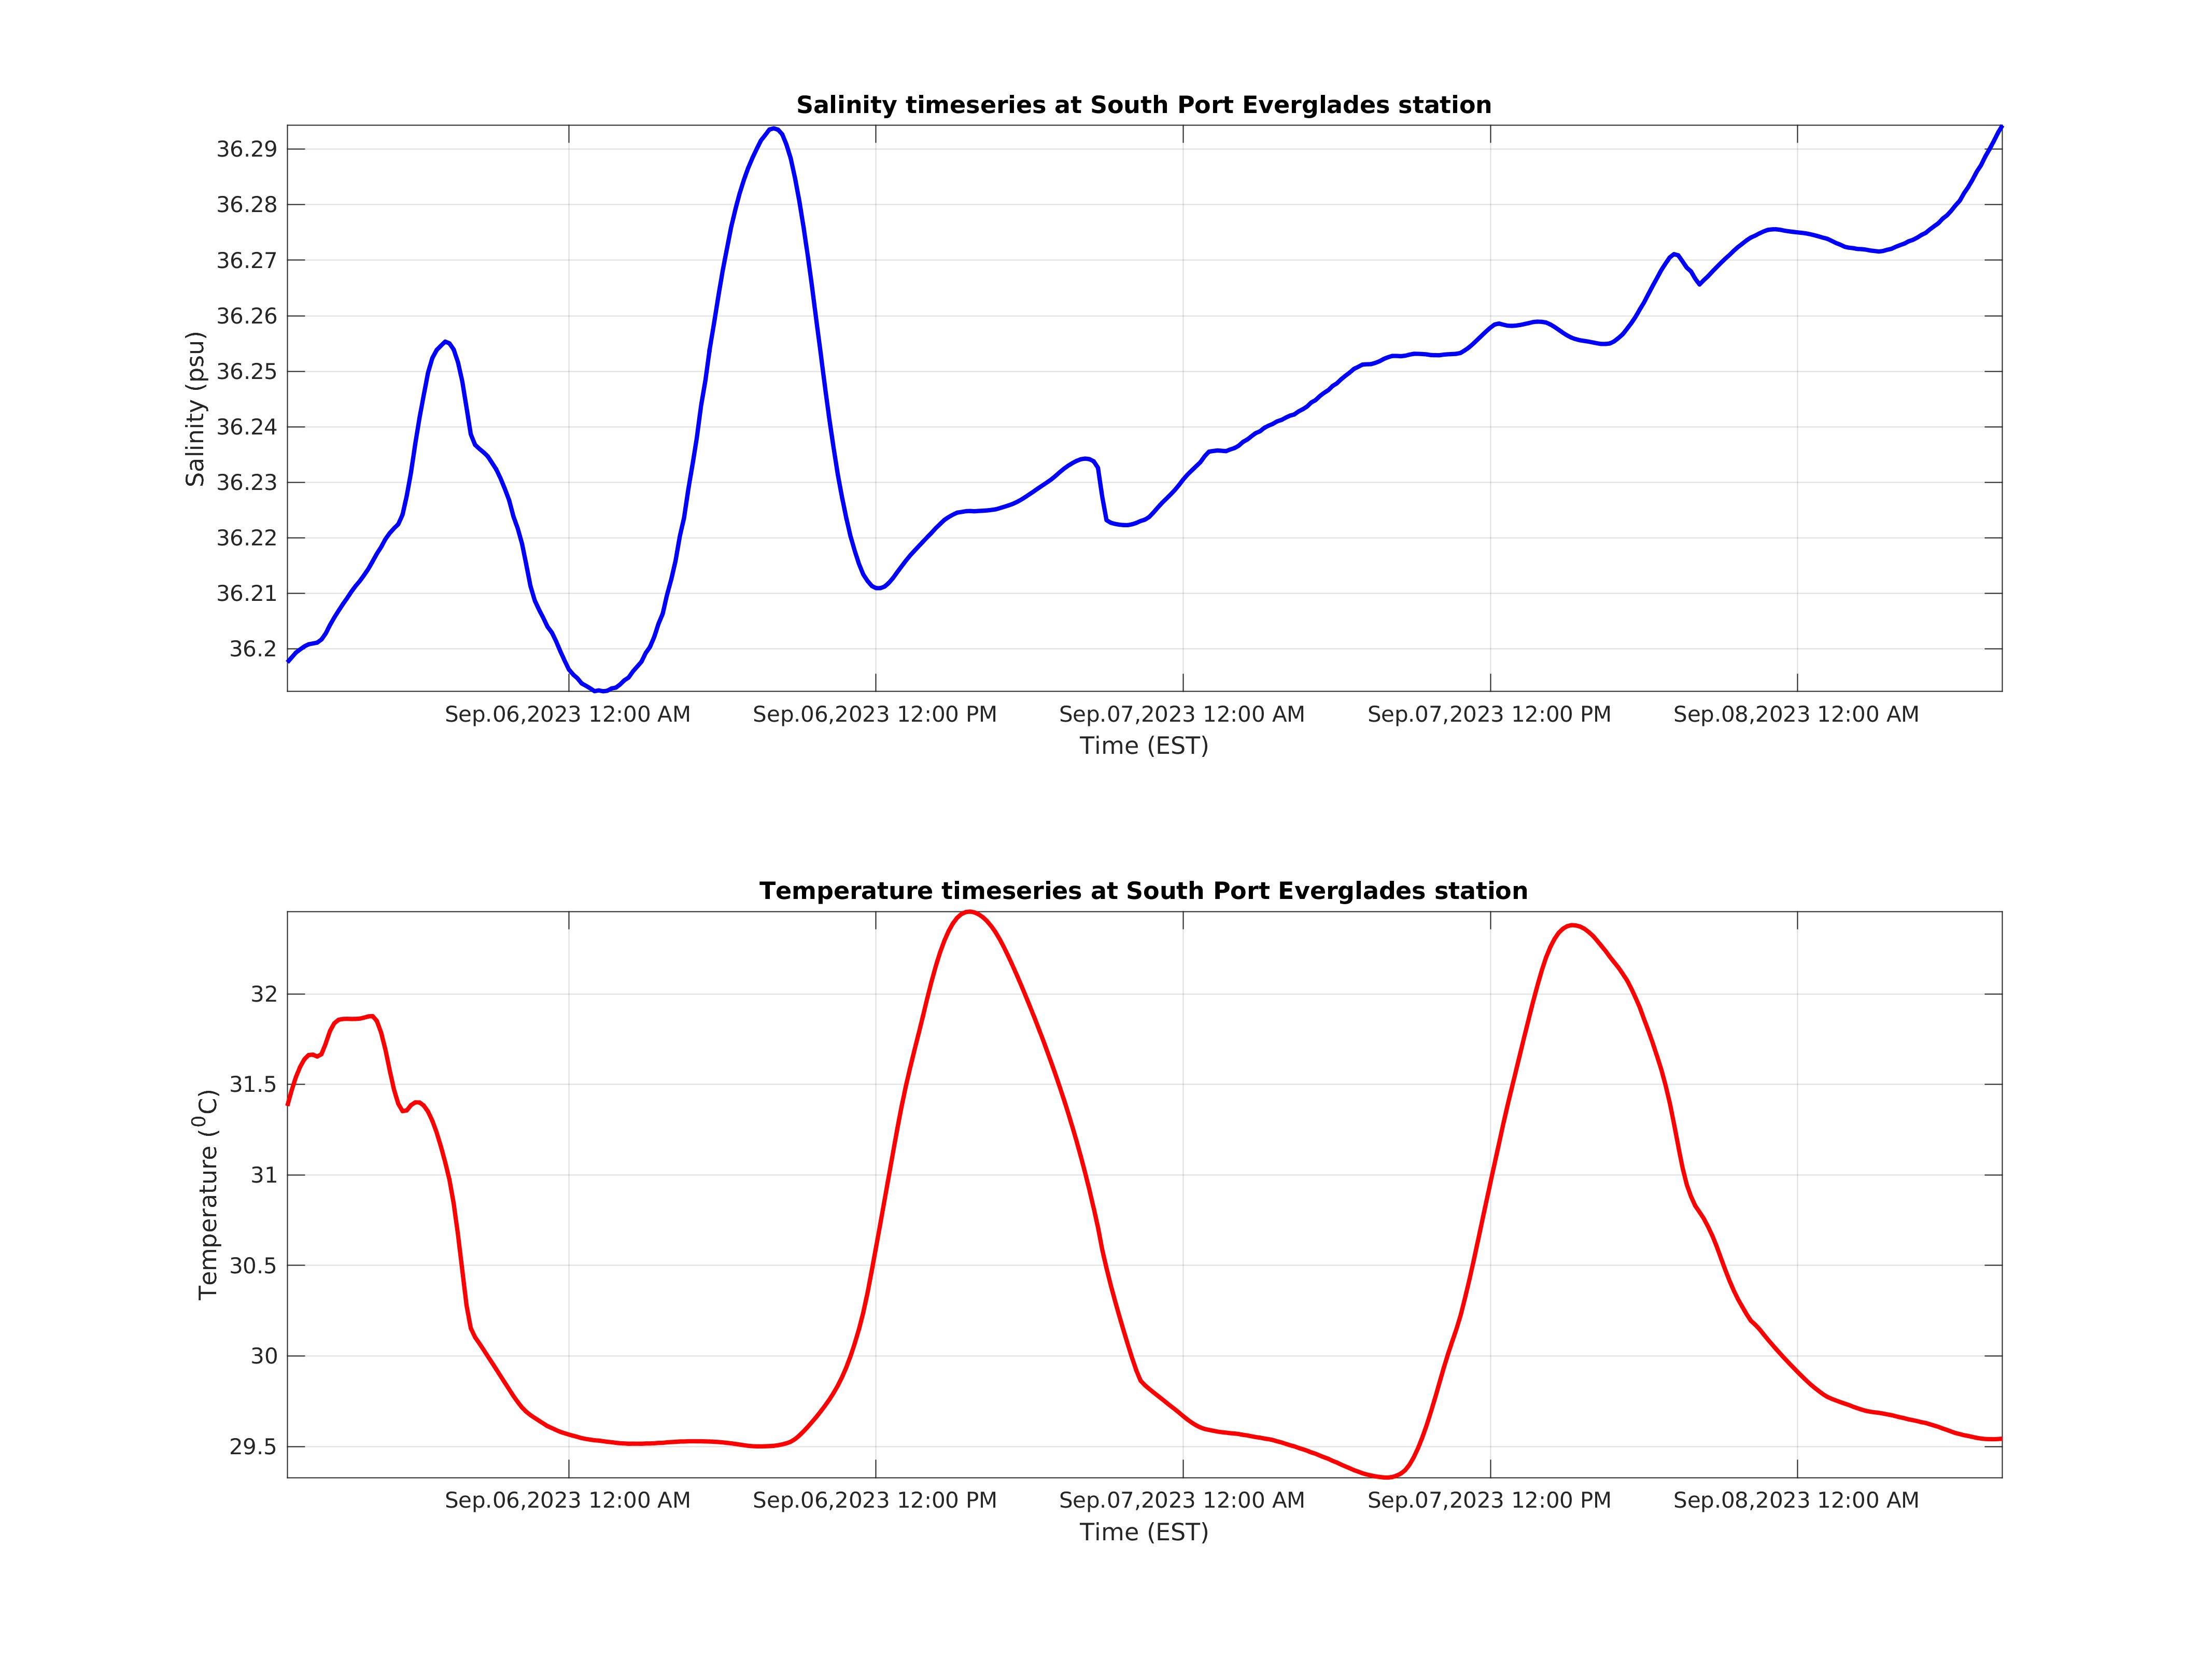 Salinity timeseries at South Port Everglades station
36.29
36.28
36.27
36.26
36.25
36.24
36.23
36.22
36.21
36.2
Salinity (psu)
Sep.06,2023 12:00 AM Sep.06,2023 12:00 PM Sep.07,2023 12:00 AM Sep.07,2023 12:00 PM Sep.08,2023 12:00 AM
Time (EST)
Temperature timeseries at South Port Everglades station
32
31.5
31
30.5
30
29.5
Temperature (⁰C)
Sep.06,2023 12:00 AM Sep.06,2023 12:00 PM Sep.07,2023 12:00 AM Sep.07,2023 12:00 PM Sep.08,2023 12:00 AM
Time (EST)